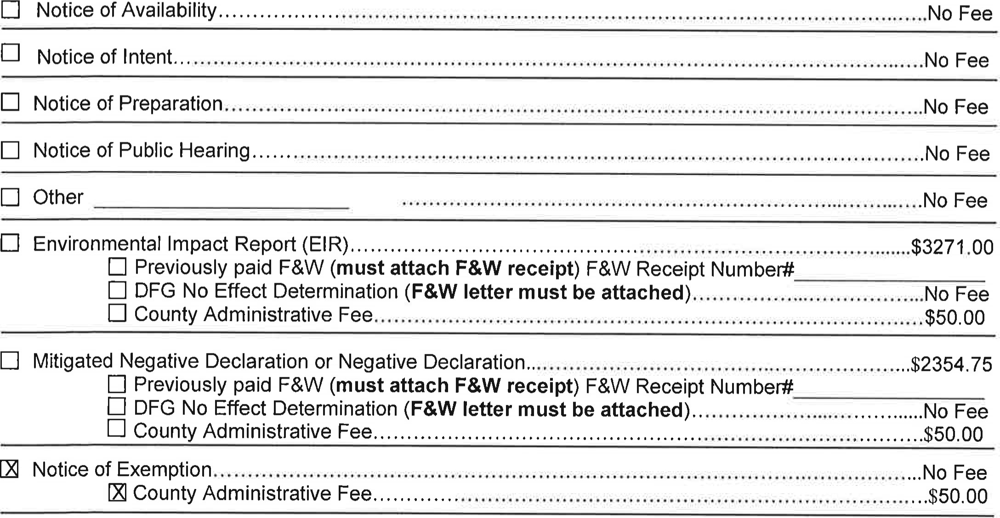 ☐ Notice of Availability....................No Fee
☐ Notice of Intent....................No Fee
☐ Notice of Preparation....................No Fee
☐ Notice of Public Hearing....................No Fee
☐ Other ____________ ....................No Fee
☐ Environmental Impact Report (EIR)....................$3271.00
☐ Previously paid F&W (must attach F&W receipt) F&W Receipt Number#____________
☐ DFG No Effect Determination (F&W letter must be attached)....................No Fee
☐ County Administrative Fee....................$50.00
☐ Mitigated Negative Declaration or Negative Declaration....................$2354.75
☐ Previously paid F&W (must attach F&W receipt) F&W Receipt Number#____________
☐ DFG No Effect Determination (F&W letter must be attached)....................No Fee
☐ County Administrative Fee....................$50.00
☒ Notice of Exemption....................No Fee
☒ County Administrative Fee....................$50.00